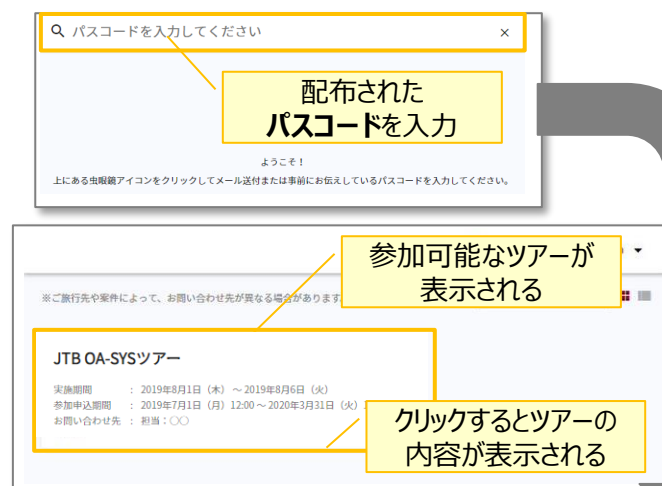 パスコードを入力してください ×
配布された
パスコードを入力
ようこそ！
上にある虫眼鏡アイコンをクリックしてメール送付または事前にお伝えしているパスコードを入力してください。
参加可能なツアーが
表示される
※ご旅行先や案件によって、お問い合わせ先が異なる場合があります
JTB OA-SYSツアー
実施期間 ： 2019年8月1日（木）～2019年8月6日（火）
参加申込期間 ： 2019年7月1日（月）12:00～2020年3月31日（火）
お問い合わせ先 ： 担当：〇〇
クリックするとツアーの
内容が表示される